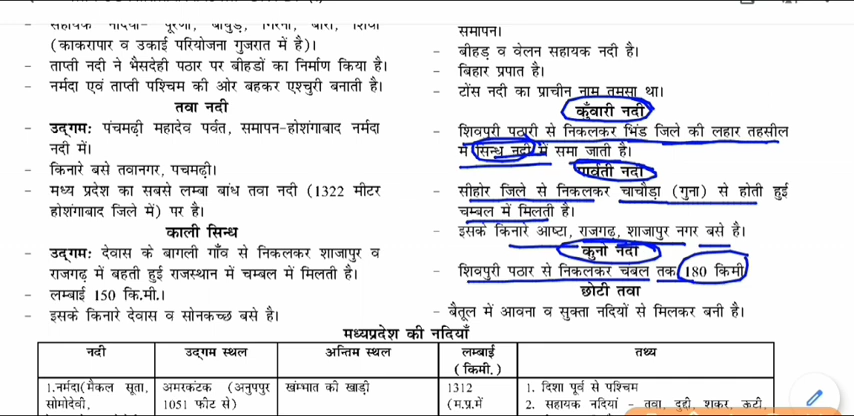 (काकरापार व उकाई परियोजना गुजरात में है)।
- ताप्ती नदी ने भैसदेही पठार पर बीहडों का निर्माण किया है।
- नर्मदा एवं ताप्ती पश्चिम की ओर बहकर एश्चुरी बनाती है।
तवा नदी
- उद्‌गमः पंचमढ़ी महादेव पर्वत, समापन-होशंगाबाद नर्मदा
नदी में।
- किनारे बसे तवानगर, पचमढ़ी।
- मध्य प्रदेश का सबसे लम्बा बांध तवा नदी (1322 मीटर
होशंगाबाद जिले में) पर है।
काली सिन्ध
- उद्‌गमः देवास के बागली गाँव से निकलकर शाजापुर व
राजगढ़ में बहती हुई राजस्थान में चम्बल में मिलती है।
- लम्बाई 150 कि.मी.।
- इसके किनारे देवास व सोनकच्छ बसे है।
समापन।
- बीहड़ व वेलन सहायक नदी है।
- बिहार प्रपात है।
- टोंस नदी का प्राचीन नाम तमसा था।
कुँवारी नदी
- शिवपुरी पठारी से निकलकर भिंड जिले की लहार तहसील
में सिन्ध नदी में समा जाती है।
पार्वती नदी
- सीहोर जिले से निकलकर चाचौड़ा (गुना) से होती हुई
चम्बल में मिलती है।
- इसके किनारे आष्टा, राजगढ़, शाजापुर नगर बसे है।
कुनो नदी
- शिवपुरी पठार से निकलकर चंबल तक 180 किमी
छोटी तवा
- बैतूल में आवना व सुक्ता नदियों से मिलकर बनी है।
मध्यप्रदेश की नदियाँ
नदी उद्‌गम स्थल अन्तिम स्थल लम्बाई (किमी.) तथ्य
1.नर्मदा(मैकल सूता, अमरकंटक (अनुपपुर खंम्भात की खाड़ी 1312 1. दिशा पूर्व से पश्चिम
सोमोदेवी, 1051 फीट से) (म.प्र.में 2. सहायक नदियां - तवा, दुद्दी, शकर, ऊटी,